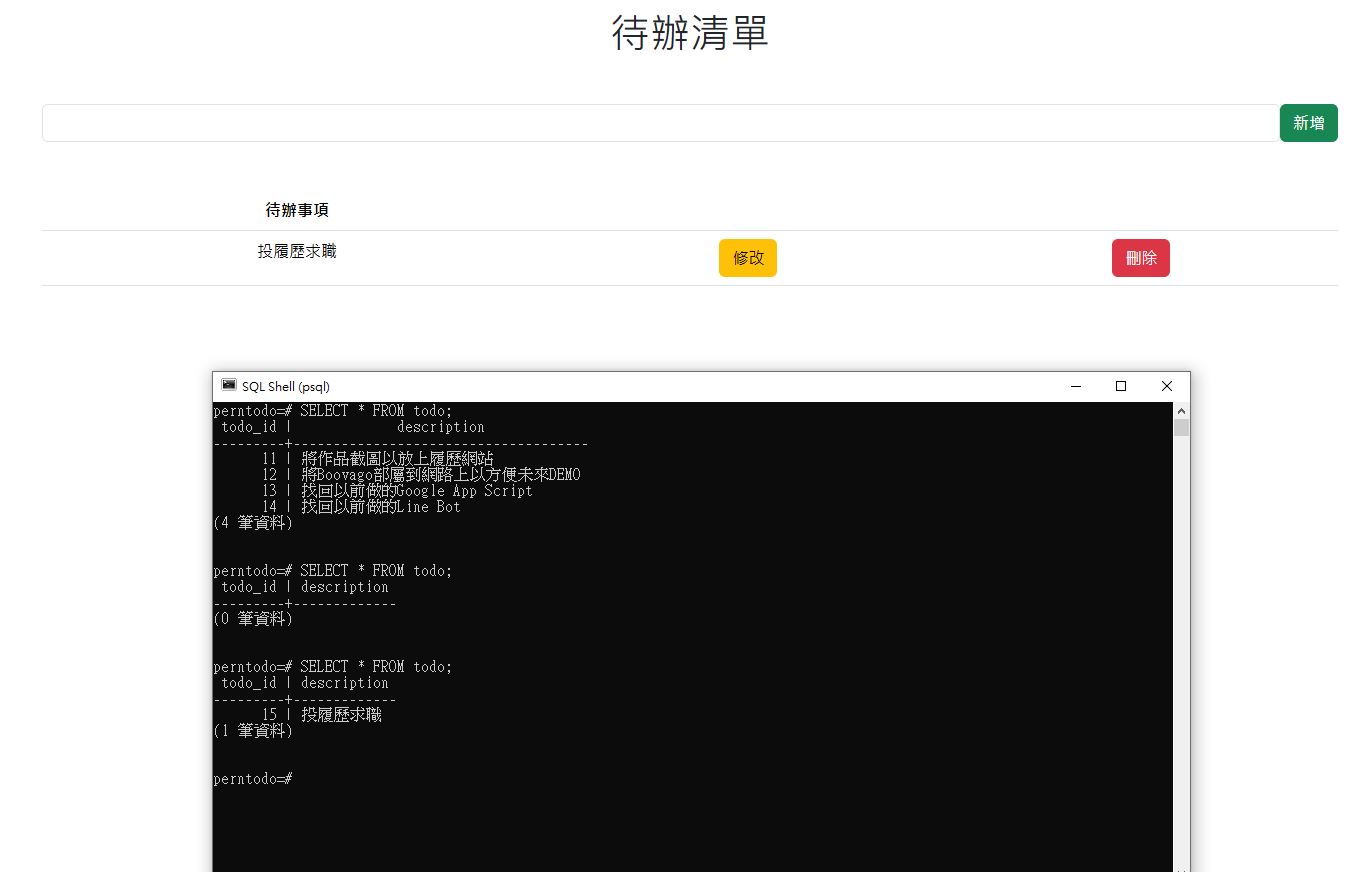 待辦清單
新增
待辦事項
投履歷求職 修改 刪除
SQL Shell (psql)
perntodo=# SELECT * FROM todo;
todo_id | description
---------+-------------------------------------
11 | 將作品截圖以放上履歷網站
12 | 將Boovago部屬到網路上以方便未來DEMO
13 | 找回以前做的Google App Script
14 | 找回以前做的Line Bot
(4 筆資料)
perntodo=# SELECT * FROM todo;
todo_id | description
---------+-------------
(0 筆資料)
perntodo=# SELECT * FROM todo;
todo_id | description
---------+-------------
15 | 投履歷求職
(1 筆資料)
perntodo=#